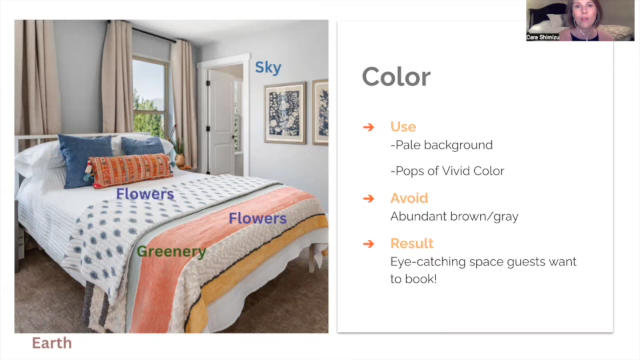 Cara Shimizu
Sky
Flowers
Flowers
Greenery
Earth
Color
➔ Use
-Pale background
-Pops of Vivid Color
➔ Avoid
Abundant brown/gray
➔ Result
Eye-catching space guests want
to book!